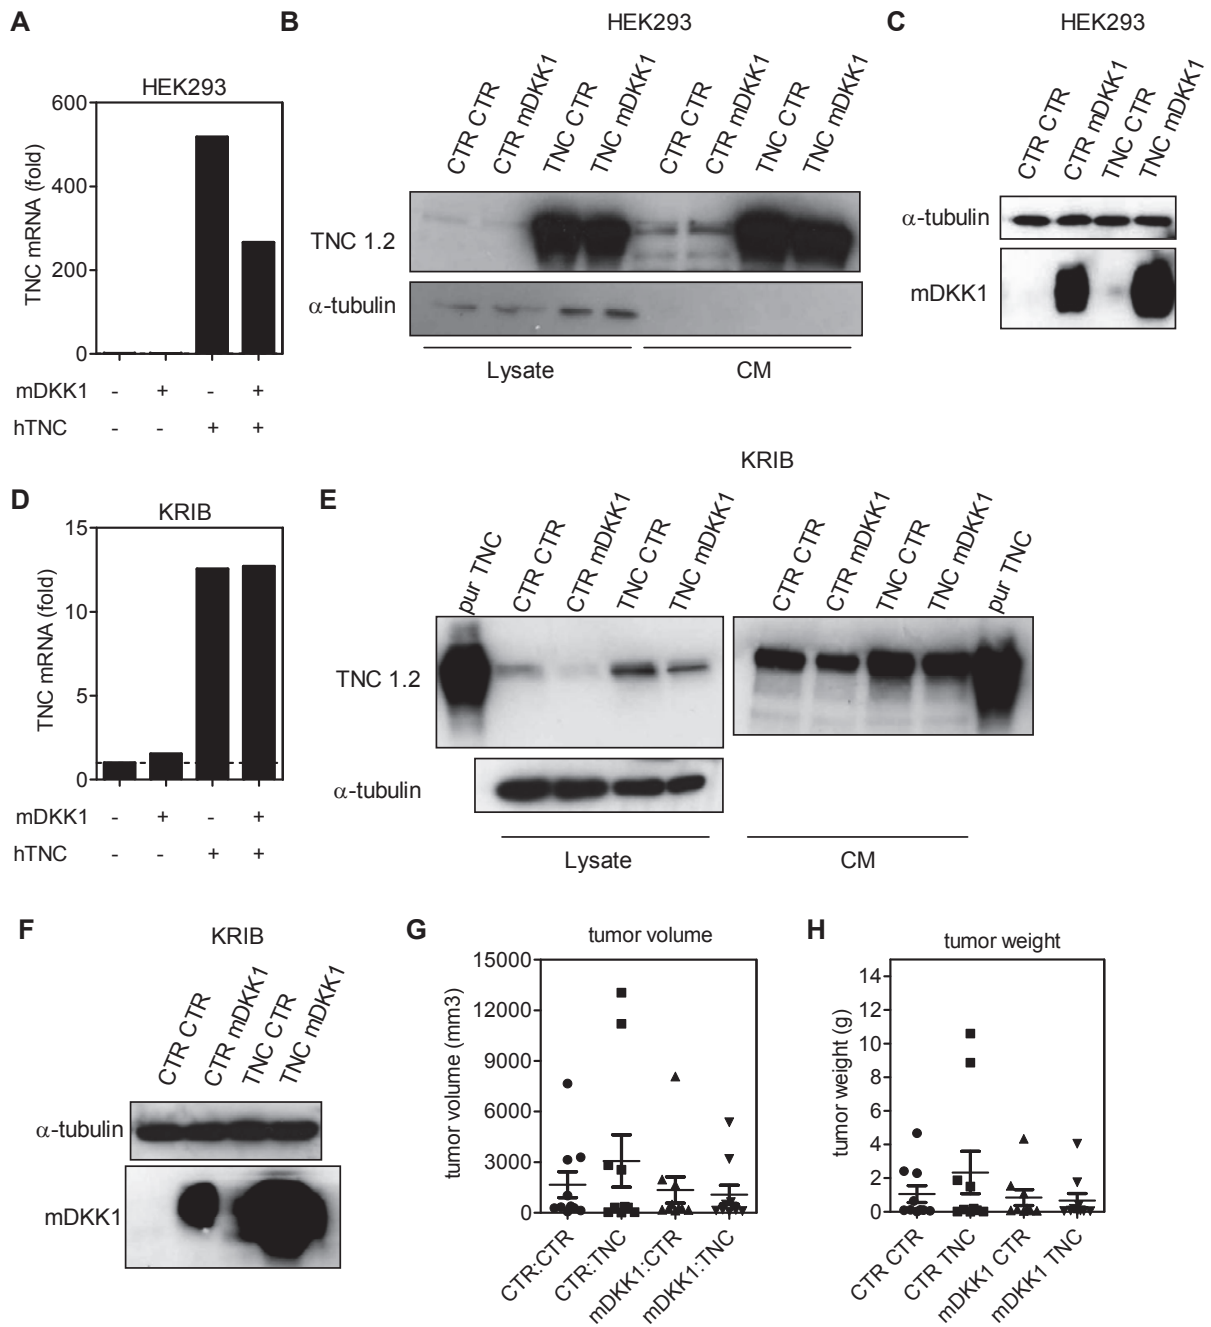 A
HEK293
600
400
200
0
TNC mRNA (fold)
mDKK1 - + - +
hTNC - - + +
B
HEK293
CTR CTR
CTR mDKK1
TNC CTR
TNC mDKK1
CTR CTR
CTR mDKK1
TNC CTR
TNC mDKK1
TNC 1.2
α-tubulin
Lysate
CM
C
HEK293
CTR CTR
CTR mDKK1
TNC CTR
TNC mDKK1
α-tubulin
mDKK1
D
KRIB
15
10
5
0
TNC mRNA (fold)
mDKK1 - + - +
hTNC - - + +
E
KRIB
pur TNC
CTR CTR
CTR mDKK1
TNC CTR
TNC mDKK1
CTR CTR
CTR mDKK1
TNC CTR
TNC mDKK1
pur TNC
TNC 1.2
α-tubulin
Lysate
CM
F
KRIB
CTR CTR
CTR mDKK1
TNC CTR
TNC mDKK1
α-tubulin
mDKK1
G
tumor volume
15000
12000
9000
6000
3000
0
tumor volume (mm3)
CTR:CTR
CTR:TNC
mDKK1:CTR
mDKK1:TNC
H
tumor weight
14
12
10
8
6
4
2
0
tumor weight (g)
CTR CTR
CTR TNC
mDKK1 CTR
mDKK1 TNC